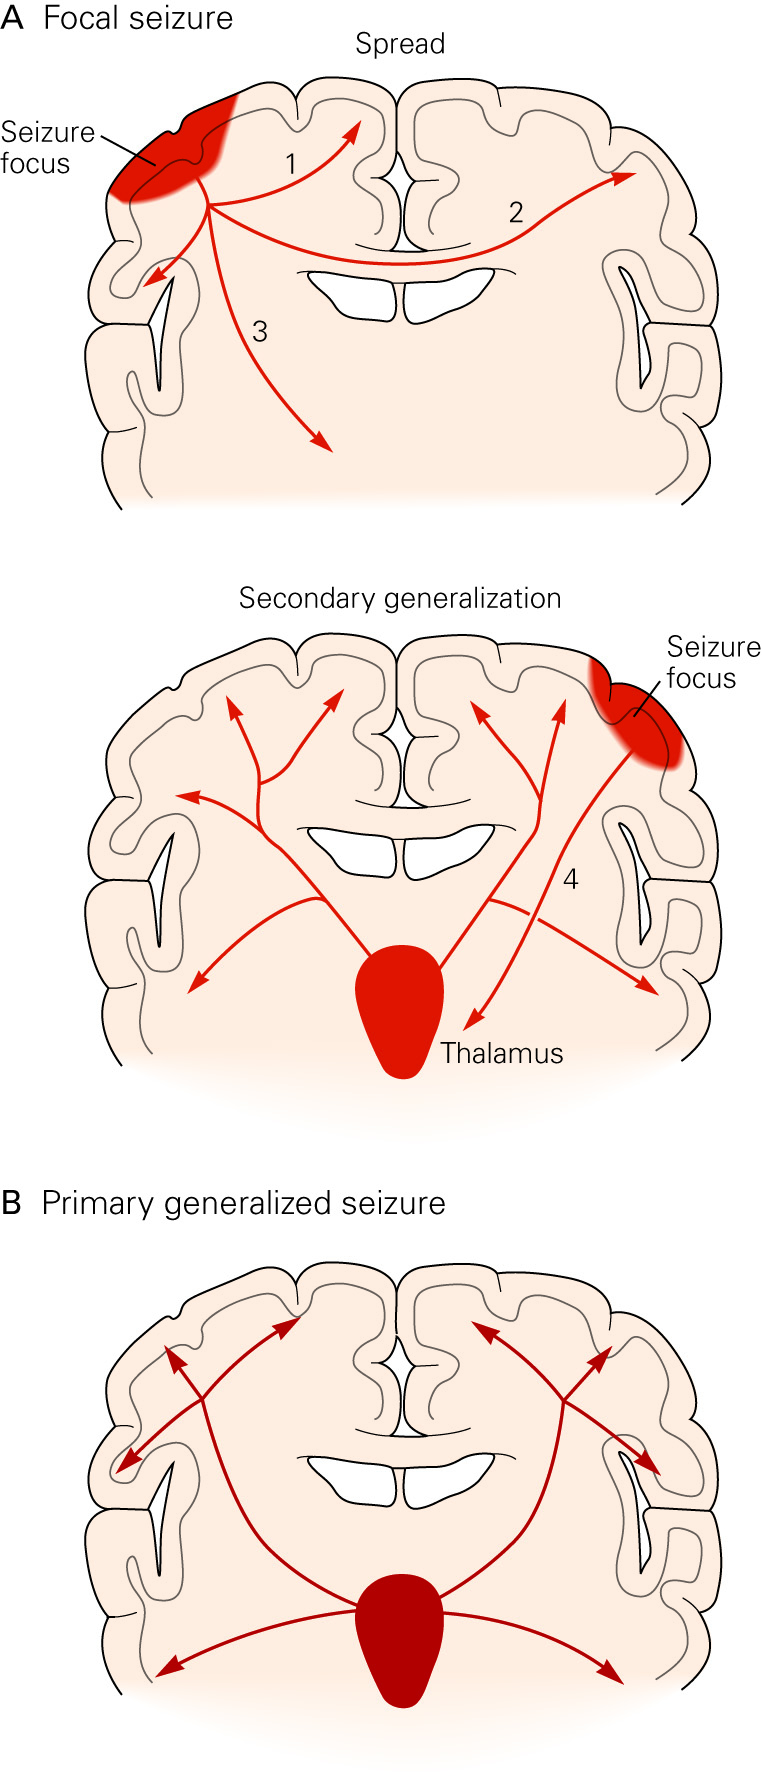 A Focal seizure
Spread
Seizure
focus
1
2
3
Secondary generalization
Seizure
focus
4
Thalamus
B Primary generalized seizure